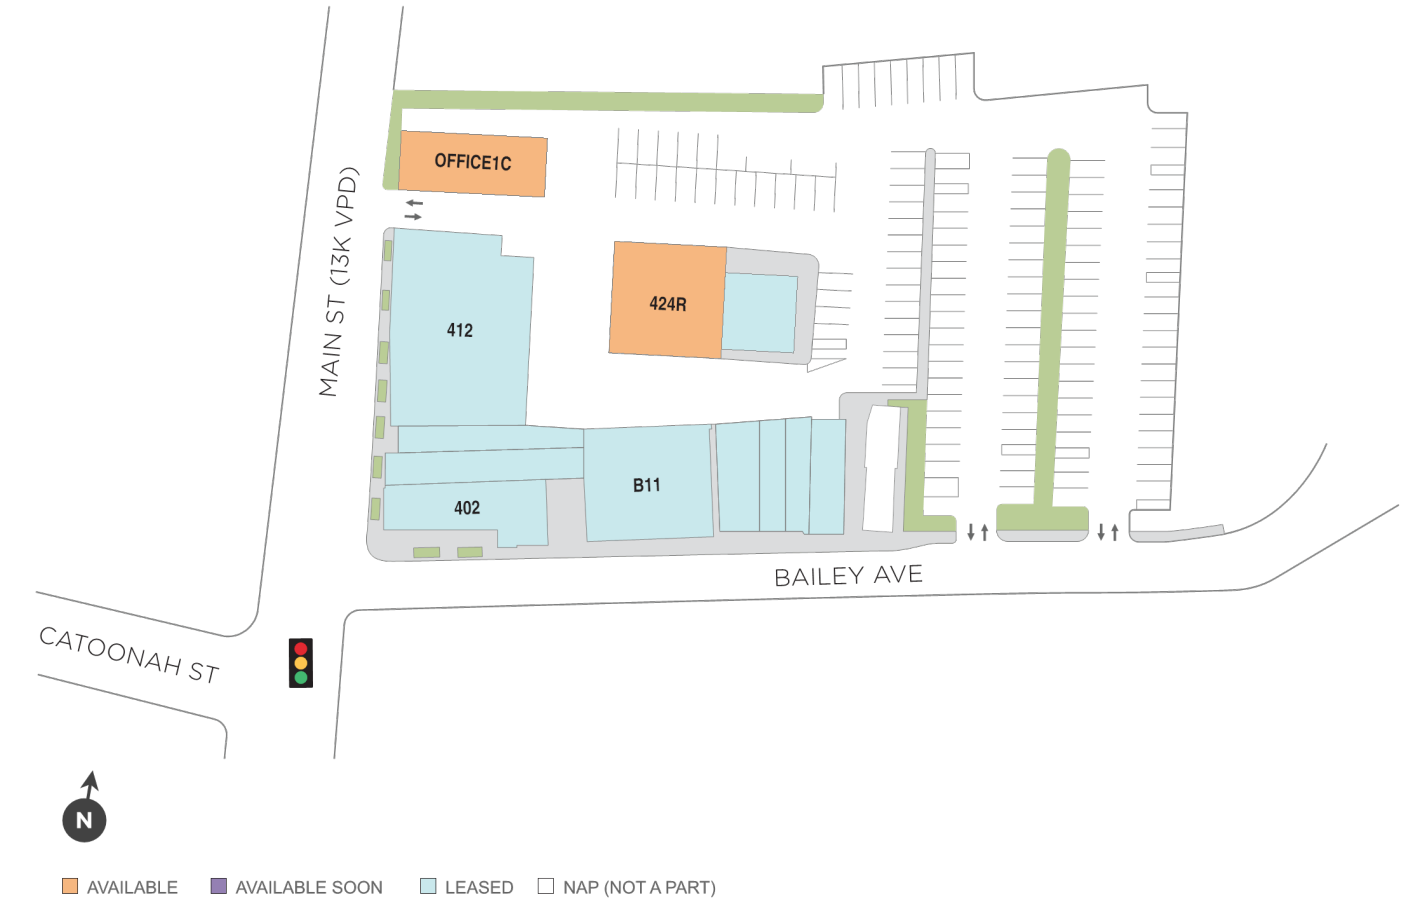 OFFICE1C
MAIN ST (13K VPD)
424R
412
B11
402
BAILEY AVE
CATOONAH ST
N
AVAILABLE
AVAILABLE SOON
LEASED
NAP (NOT A PART)